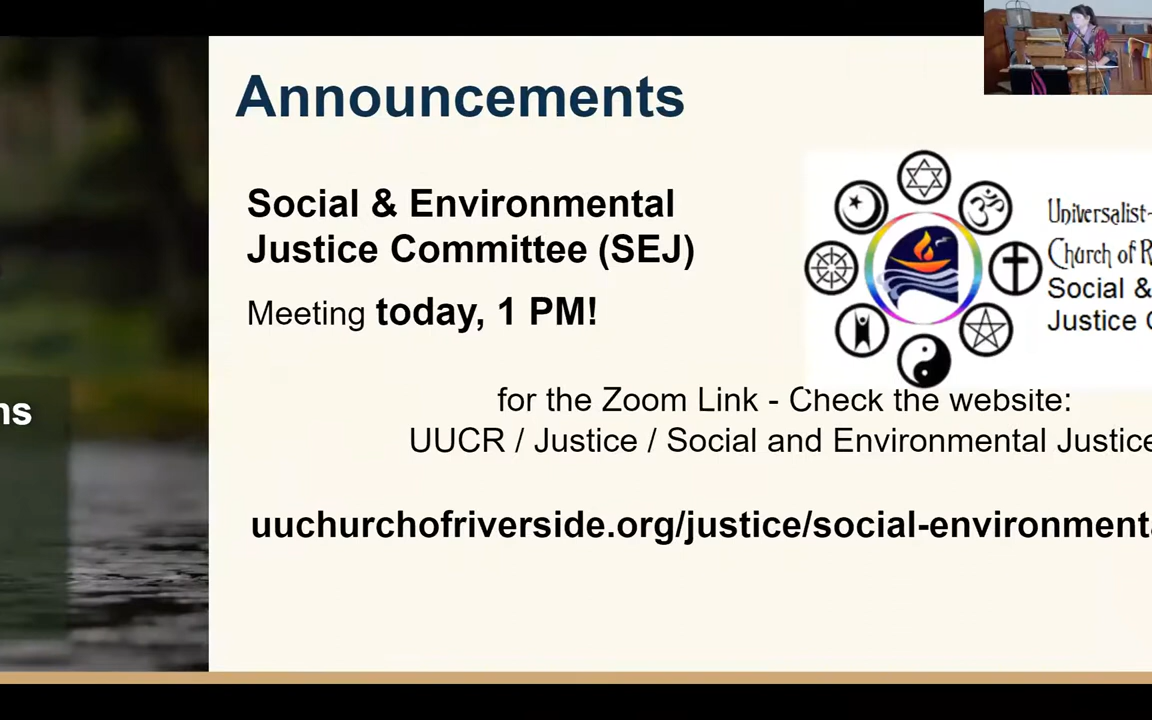 Announcements
Social & Environmental
Justice Committee (SEJ)
Meeting today, 1 PM!
Universalist-
Church of R
Social &
Justice C
ns
for the Zoom Link - Check the website:
UUCR / Justice / Social and Environmental Justice
uuchurchofriverside.org/justice/social-environmenta